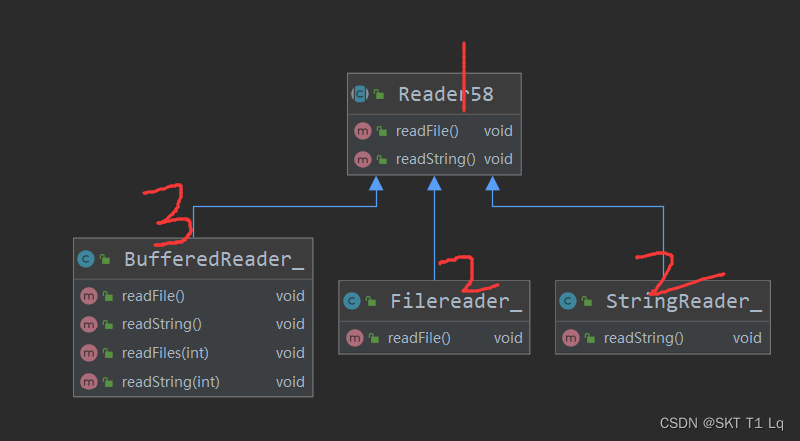 1
Reader58
readFile() void
readString() void
3
BufferedReader_
readFile() void
readString() void
readFiles(int) void
readString(int) void
2
Filereader_
readFile() void
2
StringReader_
readString() void
CSDN @SKT T1 Lq